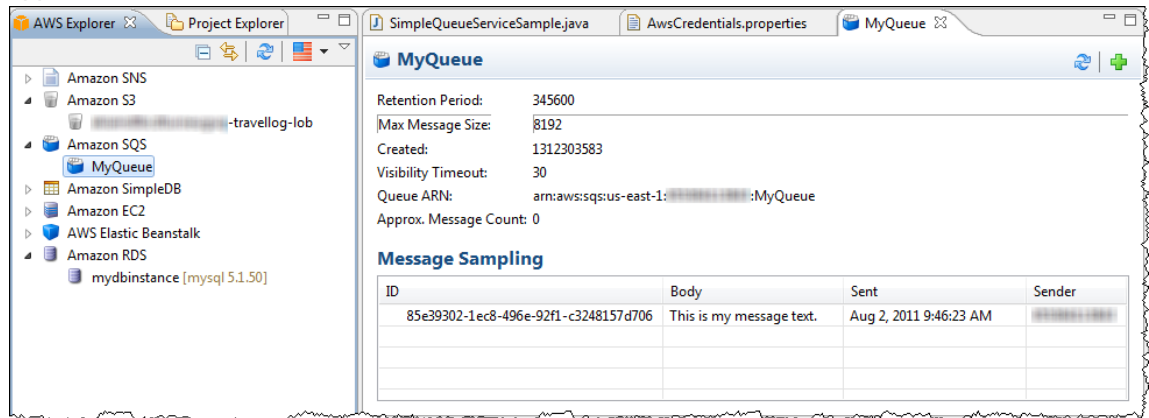 AWS Explorer
Project Explorer
Amazon SNS
Amazon S3
-travellog-lob
Amazon SQS
MyQueue
Amazon SimpleDB
Amazon EC2
AWS Elastic Beanstalk
Amazon RDS
mydbinstance [mysql 5.1.50]
SimpleQueueServiceSample.java
AwsCredentials.properties
MyQueue
MyQueue
Retention Period: 345600
Max Message Size: 8192
Created: 1312303583
Visibility Timeout: 30
Queue ARN: arn:aws:sqs:us-east-1: :MyQueue
Approx. Message Count: 0
Message Sampling
ID Body Sent Sender
85e39302-1ec8-496e-92f1-c3248157d706 This is my message text. Aug 2, 2011 9:46:23 AM